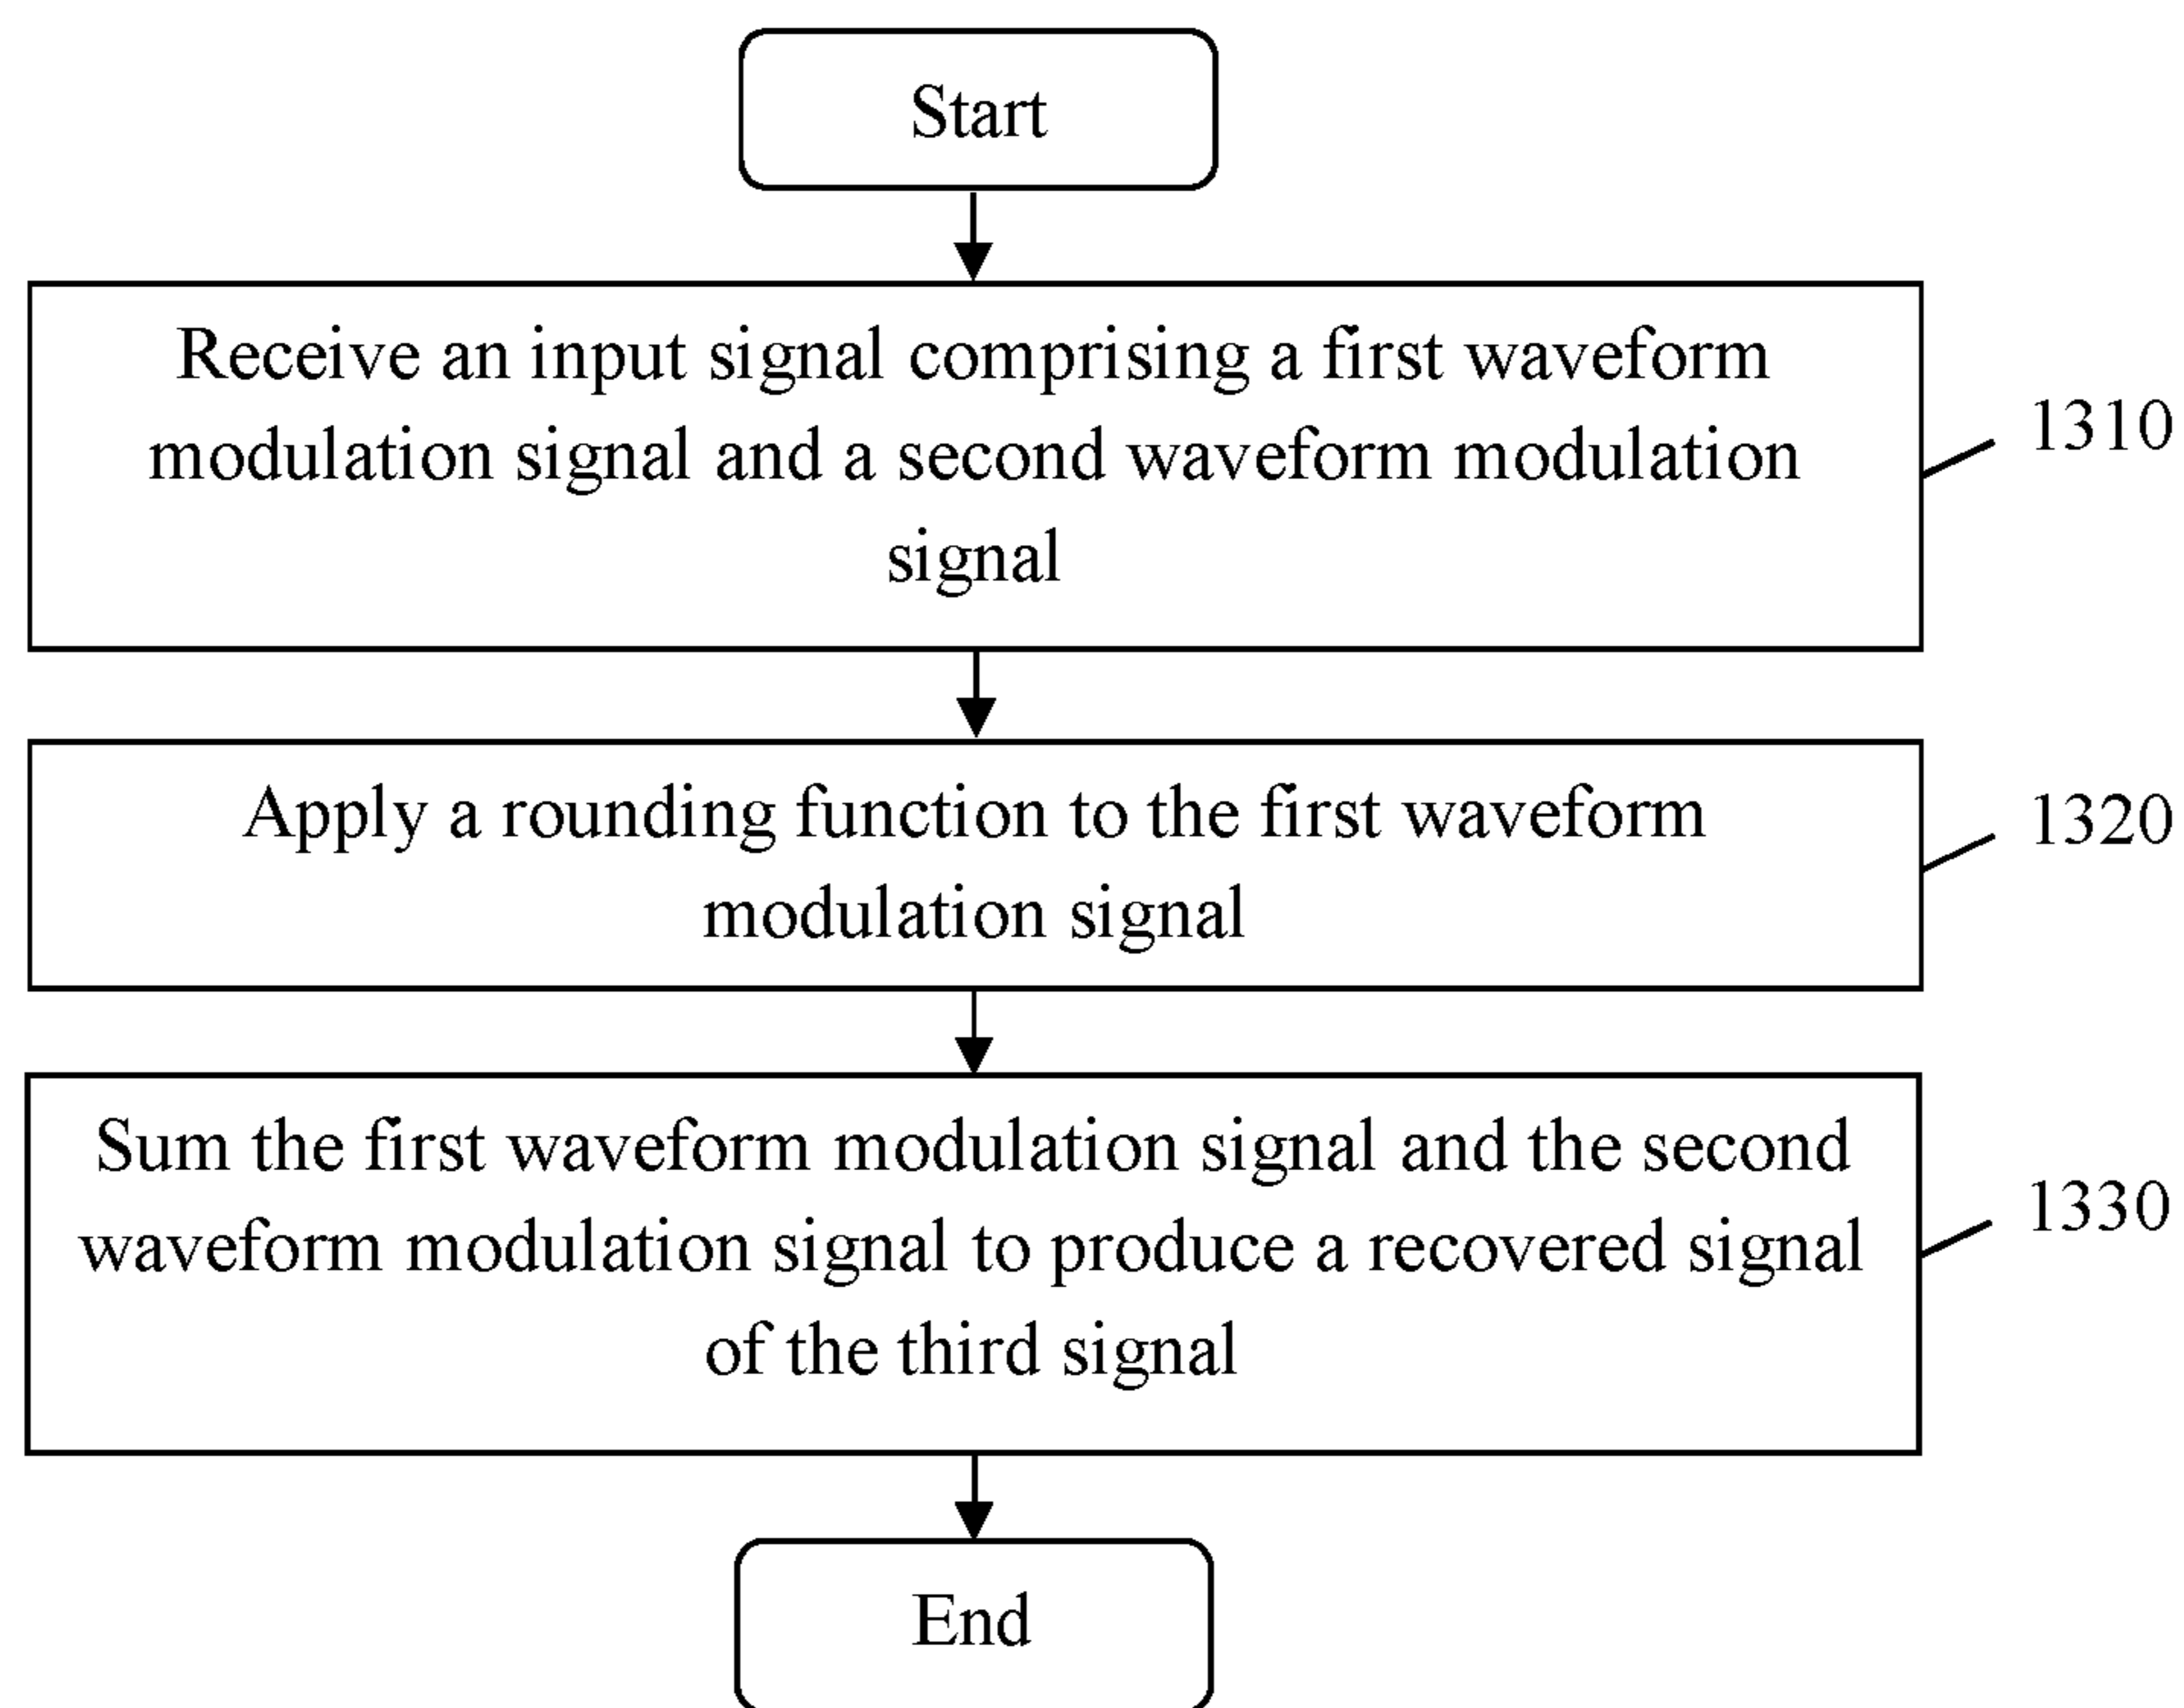 Start
Receive an input signal comprising a first waveform
modulation signal and a second waveform modulation
signal
1310
Apply a rounding function to the first waveform
modulation signal
1320
Sum the first waveform modulation signal and the second
waveform modulation signal to produce a recovered signal
of the third signal
1330
End